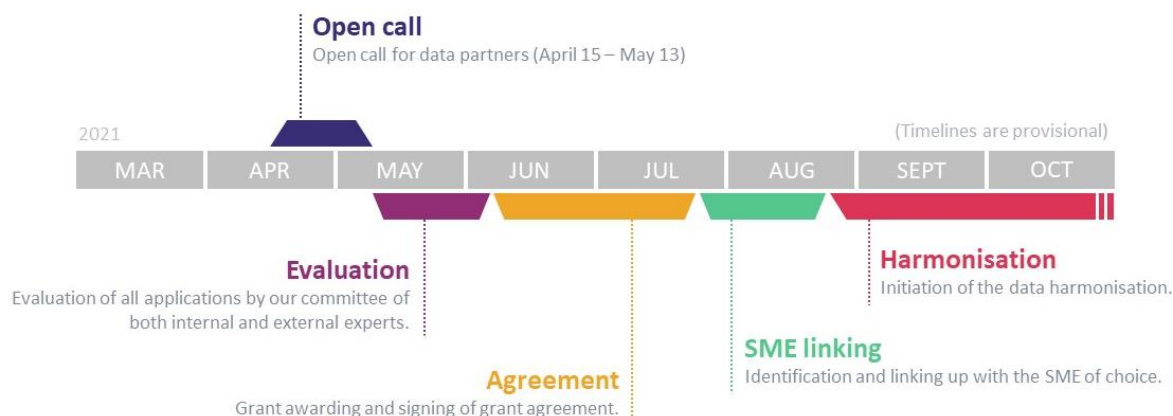 Open call
Open call for data partners (April 15 – May 13)
2021
(Timelines are provisional)
MAR APR MAY JUN JUL AUG SEPT OCT
Evaluation
Evaluation of all applications by our committee of
both internal and external experts.
Harmonisation
Initiation of the data harmonisation.
SME linking
Identification and linking up with the SME of choice.
Agreement
Grant awarding and signing of grant agreement.